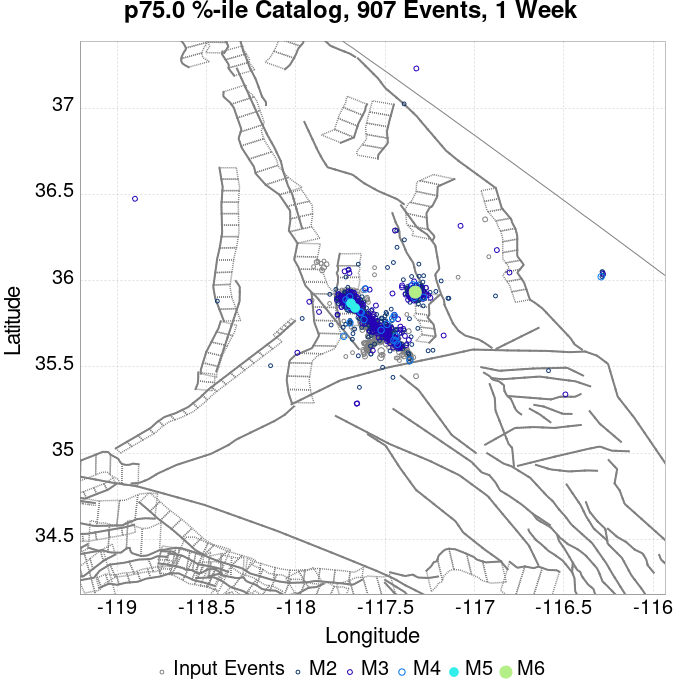 p75.0 %-ile Catalog, 907 Events, 1 Week
Latitude
37
36.5
36
35.5
35
34.5
-119 -118.5 -118 -117.5 -117 -116.5 -116
Longitude
Input Events M2 M3 M4 M5 M6